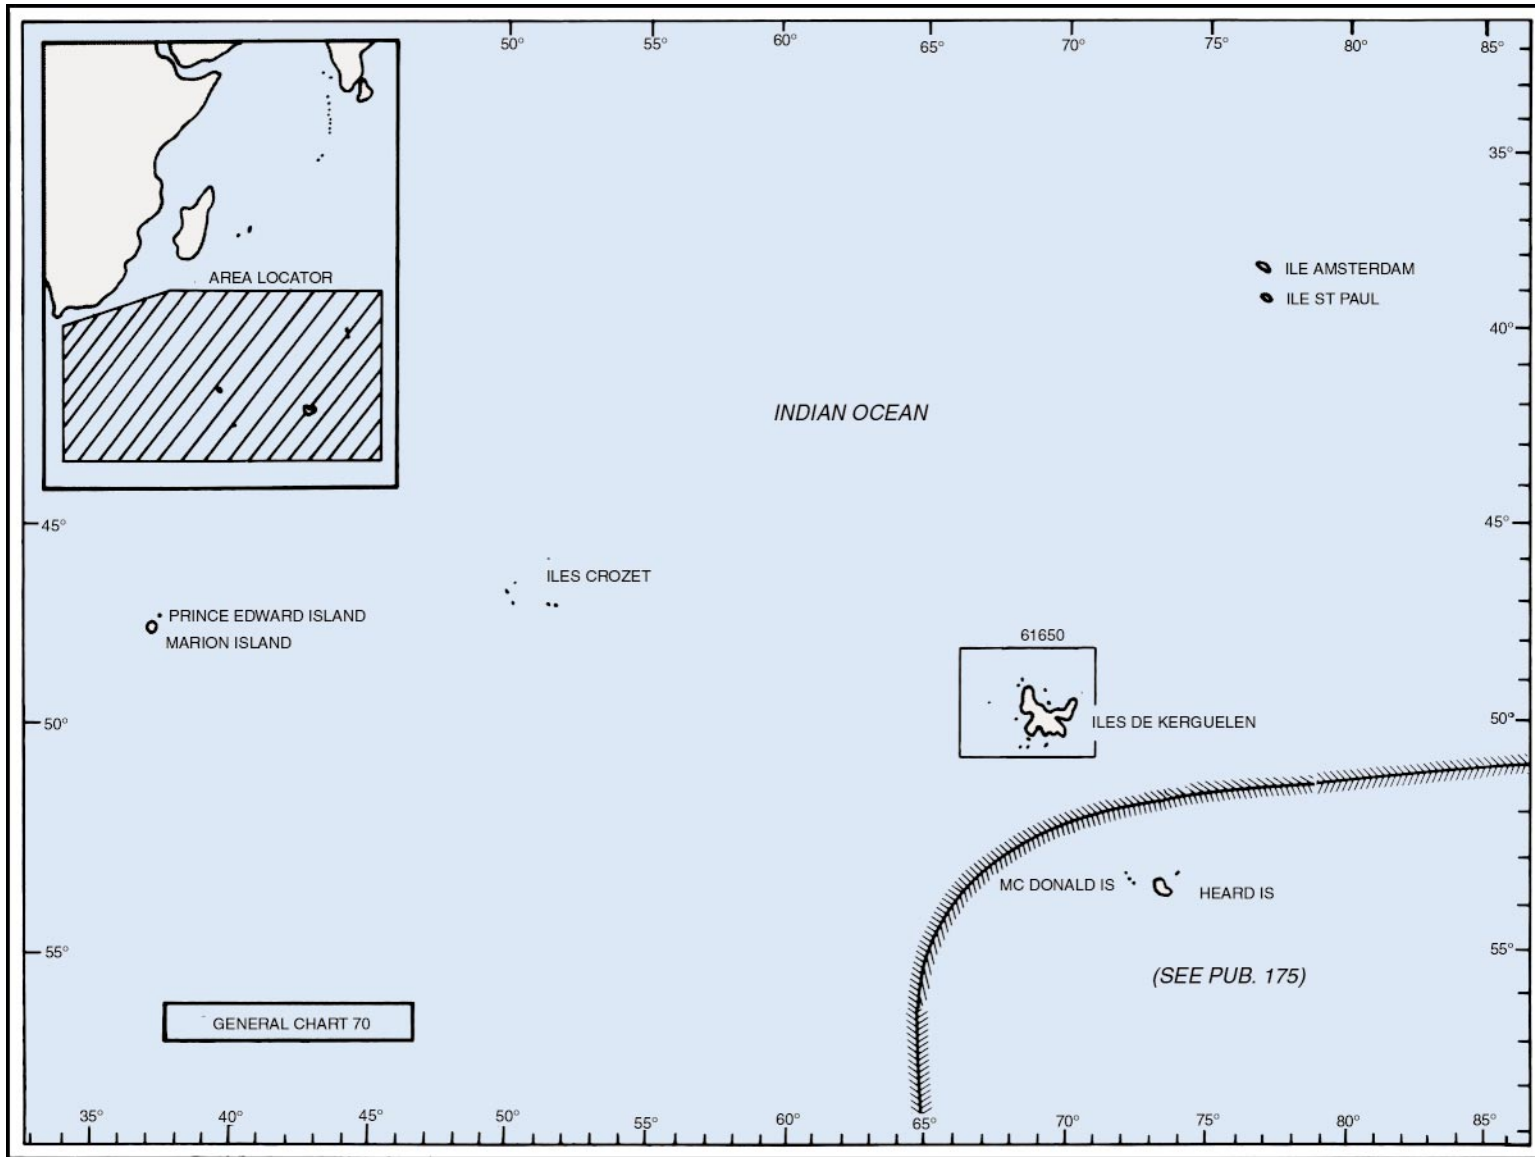 50° 55° 60° 65° 70° 75° 80° 85°
35°
AREA LOCATOR
ILE AMSTERDAM
ILE ST PAUL
40°
INDIAN OCEAN
45° 45°
ILES CROZET
PRINCE EDWARD ISLAND
MARION ISLAND
61650
50° 50°
ILES DE KERGUELEN
MC DONALD IS
HEARD IS
55° 55°
(SEE PUB. 175)
GENERAL CHART 70
35° 40° 45° 50° 55° 60° 65° 70° 75° 80° 85°